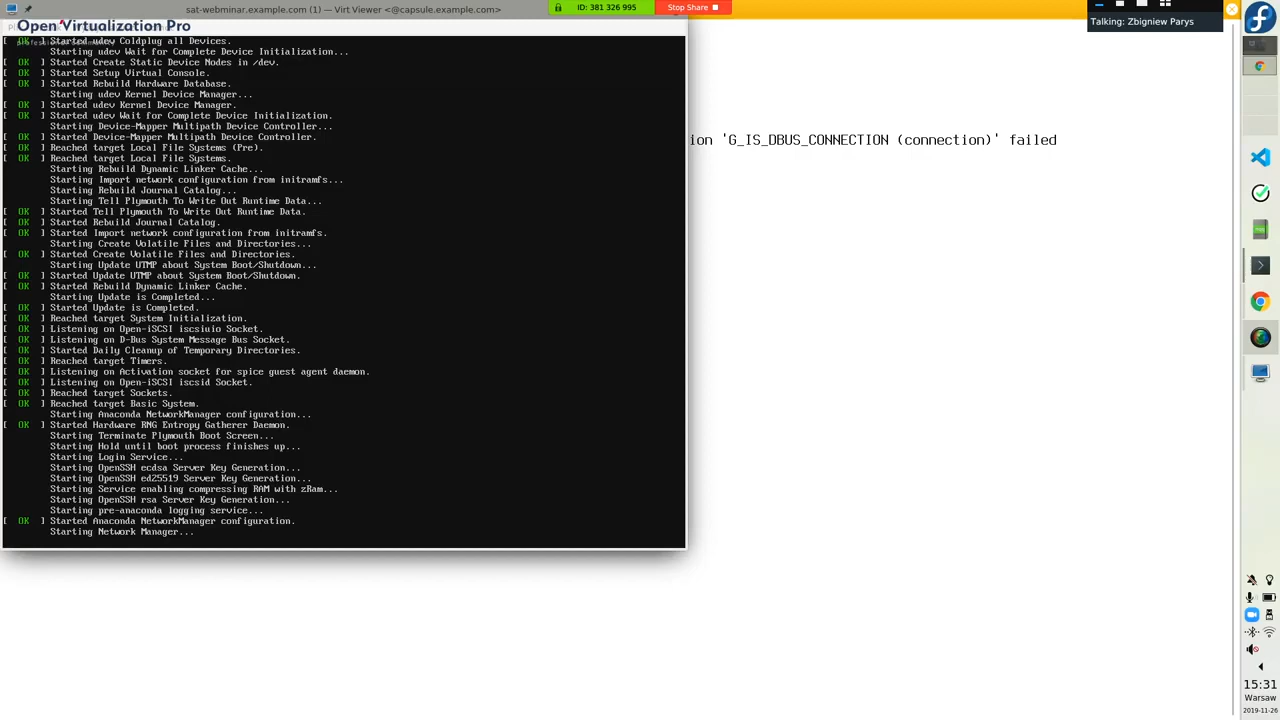 sat-webminar.example.com (1) — Virt Viewer <@capsule.example.com>
ID: 381 326 995
Stop Share
Talking: Zbigniew Parys
Open Virtualization Pro
[ OK ] Started udev Coldplug all Devices.
Starting udev Wait for Complete Device Initialization...
[ OK ] Started Create Static Device Nodes in /dev.
[ OK ] Started Setup Virtual Console.
[ OK ] Started Rebuild Hardware Database.
Starting udev Kernel Device Manager...
[ OK ] Started udev Kernel Device Manager.
[ OK ] Started udev Wait for Complete Device Initialization.
Starting Device-Mapper Multipath Device Controller...
[ OK ] Started Device-Mapper Multipath Device Controller.
[ OK ] Reached target Local File Systems (Pre).
[ OK ] Reached target Local File Systems.
Starting Rebuild Dynamic Linker Cache...
Starting Import network configuration from initramfs...
Starting Rebuild Journal Catalog...
Starting Tell Plymouth To Write Out Runtime Data...
[ OK ] Started Tell Plymouth To Write Out Runtime Data.
[ OK ] Started Rebuild Journal Catalog.
[ OK ] Started Import network configuration from initramfs.
Starting Create Volatile Files and Directories...
[ OK ] Started Create Volatile Files and Directories.
Starting Update UTMP about System Boot/Shutdown...
[ OK ] Started Update UTMP about System Boot/Shutdown.
[ OK ] Started Rebuild Dynamic Linker Cache.
Starting Update is Completed...
[ OK ] Started Update is Completed.
[ OK ] Reached target System Initialization.
[ OK ] Listening on Open-iSCSI iscsiuio Socket.
[ OK ] Listening on D-Bus System Message Bus Socket.
[ OK ] Started Daily Cleanup of Temporary Directories.
[ OK ] Reached target Timers.
[ OK ] Listening on Activation socket for spice guest agent daemon.
[ OK ] Listening on Open-iSCSI iscsid Socket.
[ OK ] Reached target Sockets.
[ OK ] Reached target Basic System.
Starting Anaconda NetworkManager configuration...
[ OK ] Started Hardware RNG Entropy Gatherer Daemon.
Starting Terminate Plymouth Boot Screen...
Starting Hold until boot process finishes up...
Starting Login Service...
Starting OpenSSH ecdsa Server Key Generation...
Starting OpenSSH ed25519 Server Key Generation...
Starting Service enabling compressing RAM with zRam...
Starting OpenSSH rsa Server Key Generation...
Starting pre-anaconda logging service...
[ OK ] Started Anaconda NetworkManager configuration.
Starting Network Manager...
ion 'G_IS_DBUS_CONNECTION (connection)' failed
15:31
Warsaw
2019-11-26